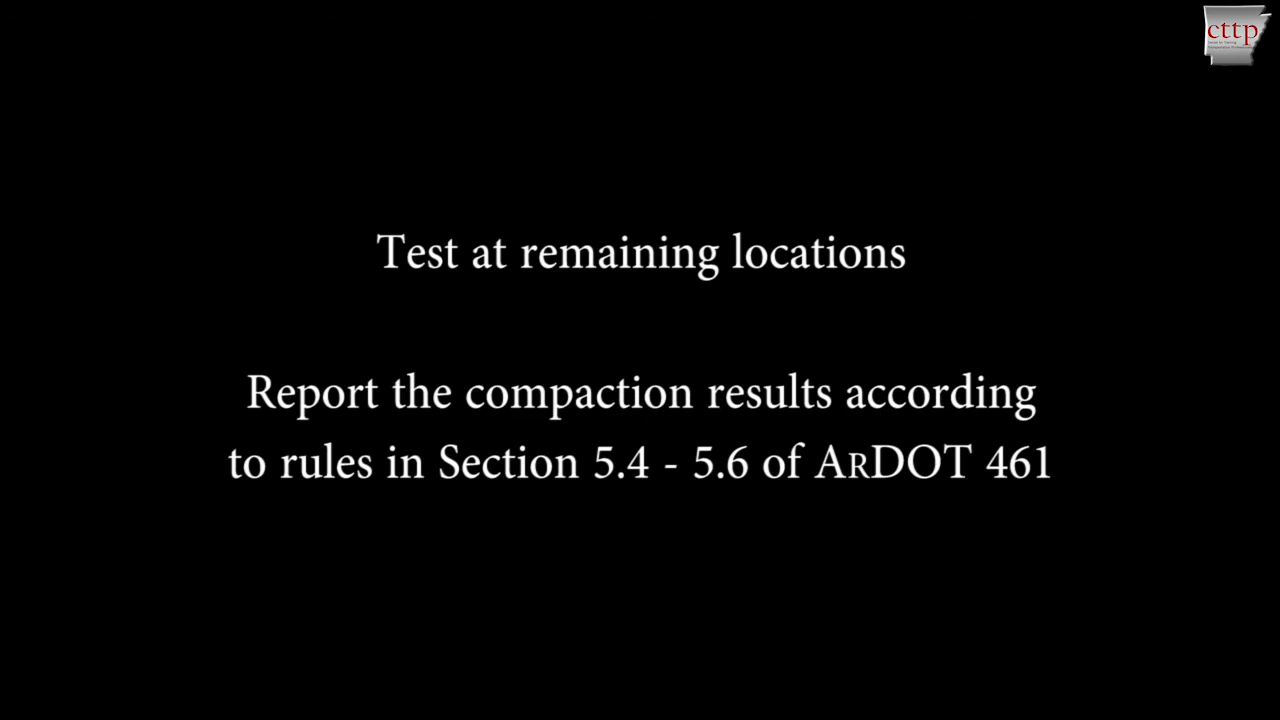 cttp
Test at remaining locations
Report the compaction results according
to rules in Section 5.4 - 5.6 of ARDOT 461